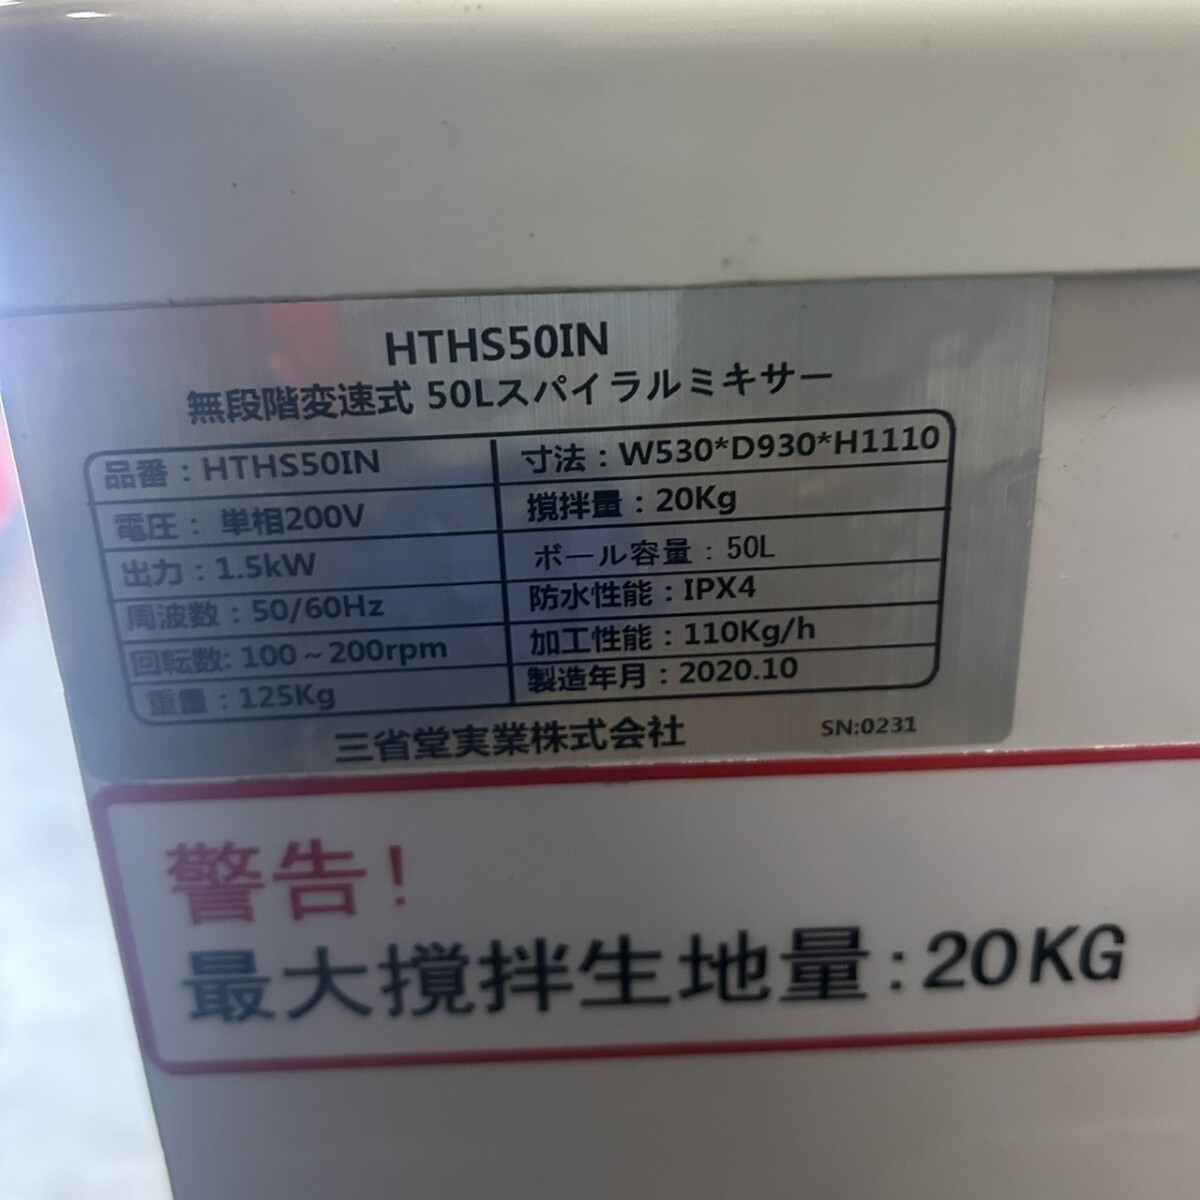 HTHS50IN
無段階変速式 50Lスパイラルミキサー
品番：HTHS50IN
寸法：W530*D930*H1110
電圧： 単相200V
撹拌量：20Kg
出力：1.5kW
ボール容量：50L
周波数：50/60Hz
防水性能：IPX4
回転数: 100～200rpm
加工性能：110Kg/h
重量：125Kg
製造年月：2020.10
三省堂実業株式会社
SN:0231
警告!
最大撹拌生地量:20KG